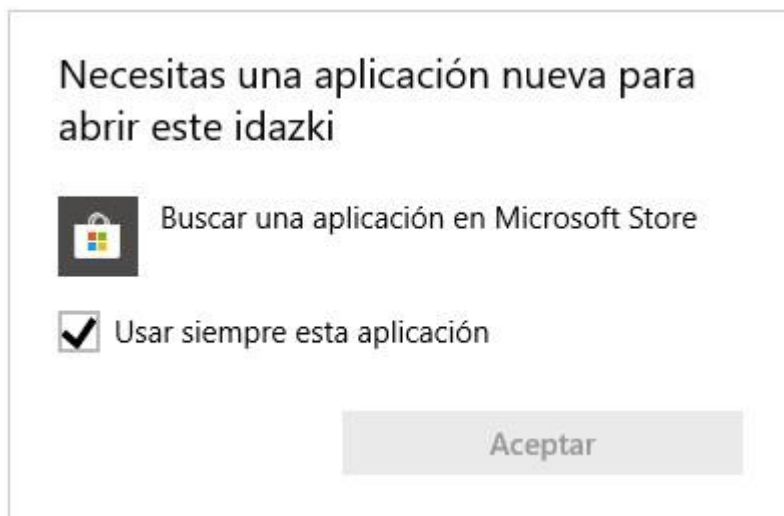 Necesitas una aplicación nueva para
abrir este idazki
Buscar una aplicación en Microsoft Store
Usar siempre esta aplicación
Aceptar